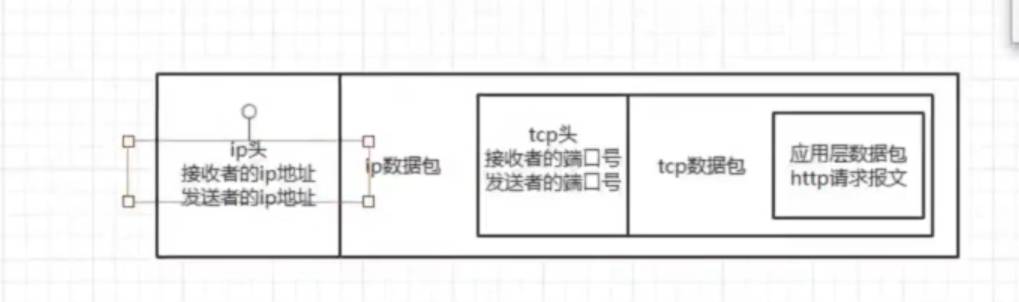 ip头
接收者的ip地址
发送者的ip地址
ip数据包
tcp头
接收者的端口号
发送者的端口号
tcp数据包
应用层数据包
http请求报文